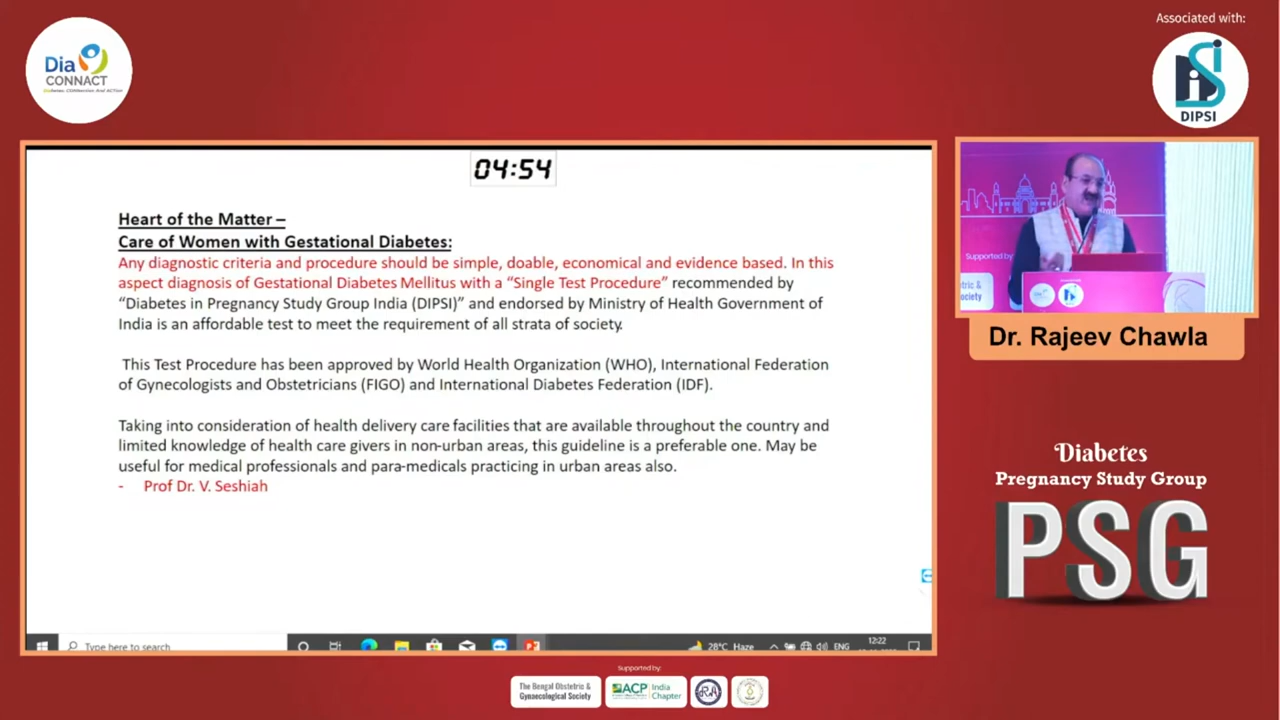 Associated with:
Dia
CONNACT
Diabetes: CONNection And ACTion
DIPSI
04:54
Heart of the Matter –
Care of Women with Gestational Diabetes:
Any diagnostic criteria and procedure should be simple, doable, economical and evidence based. In this
aspect diagnosis of Gestational Diabetes Mellitus with a “Single Test Procedure” recommended by
“Diabetes in Pregnancy Study Group India (DIPSI)” and endorsed by Ministry of Health Government of
India is an affordable test to meet the requirement of all strata of society.
This Test Procedure has been approved by World Health Organization (WHO), International Federation
of Gynecologists and Obstetricians (FIGO) and International Diabetes Federation (IDF).
Taking into consideration of health delivery care facilities that are available throughout the country and
limited knowledge of health care givers in non-urban areas, this guideline is a preferable one. May be
useful for medical professionals and para-medicals practicing in urban areas also.
- Prof Dr. V. Seshiah
Type here to search
28°C Haze
ENG
12:22
Supported by
ociety
Dr. Rajeev Chawla
Diabetes
Pregnancy Study Group
PSG
Supported by:
The Bengal Obstetric &
Gynaecological Society
ACP India
Chapter